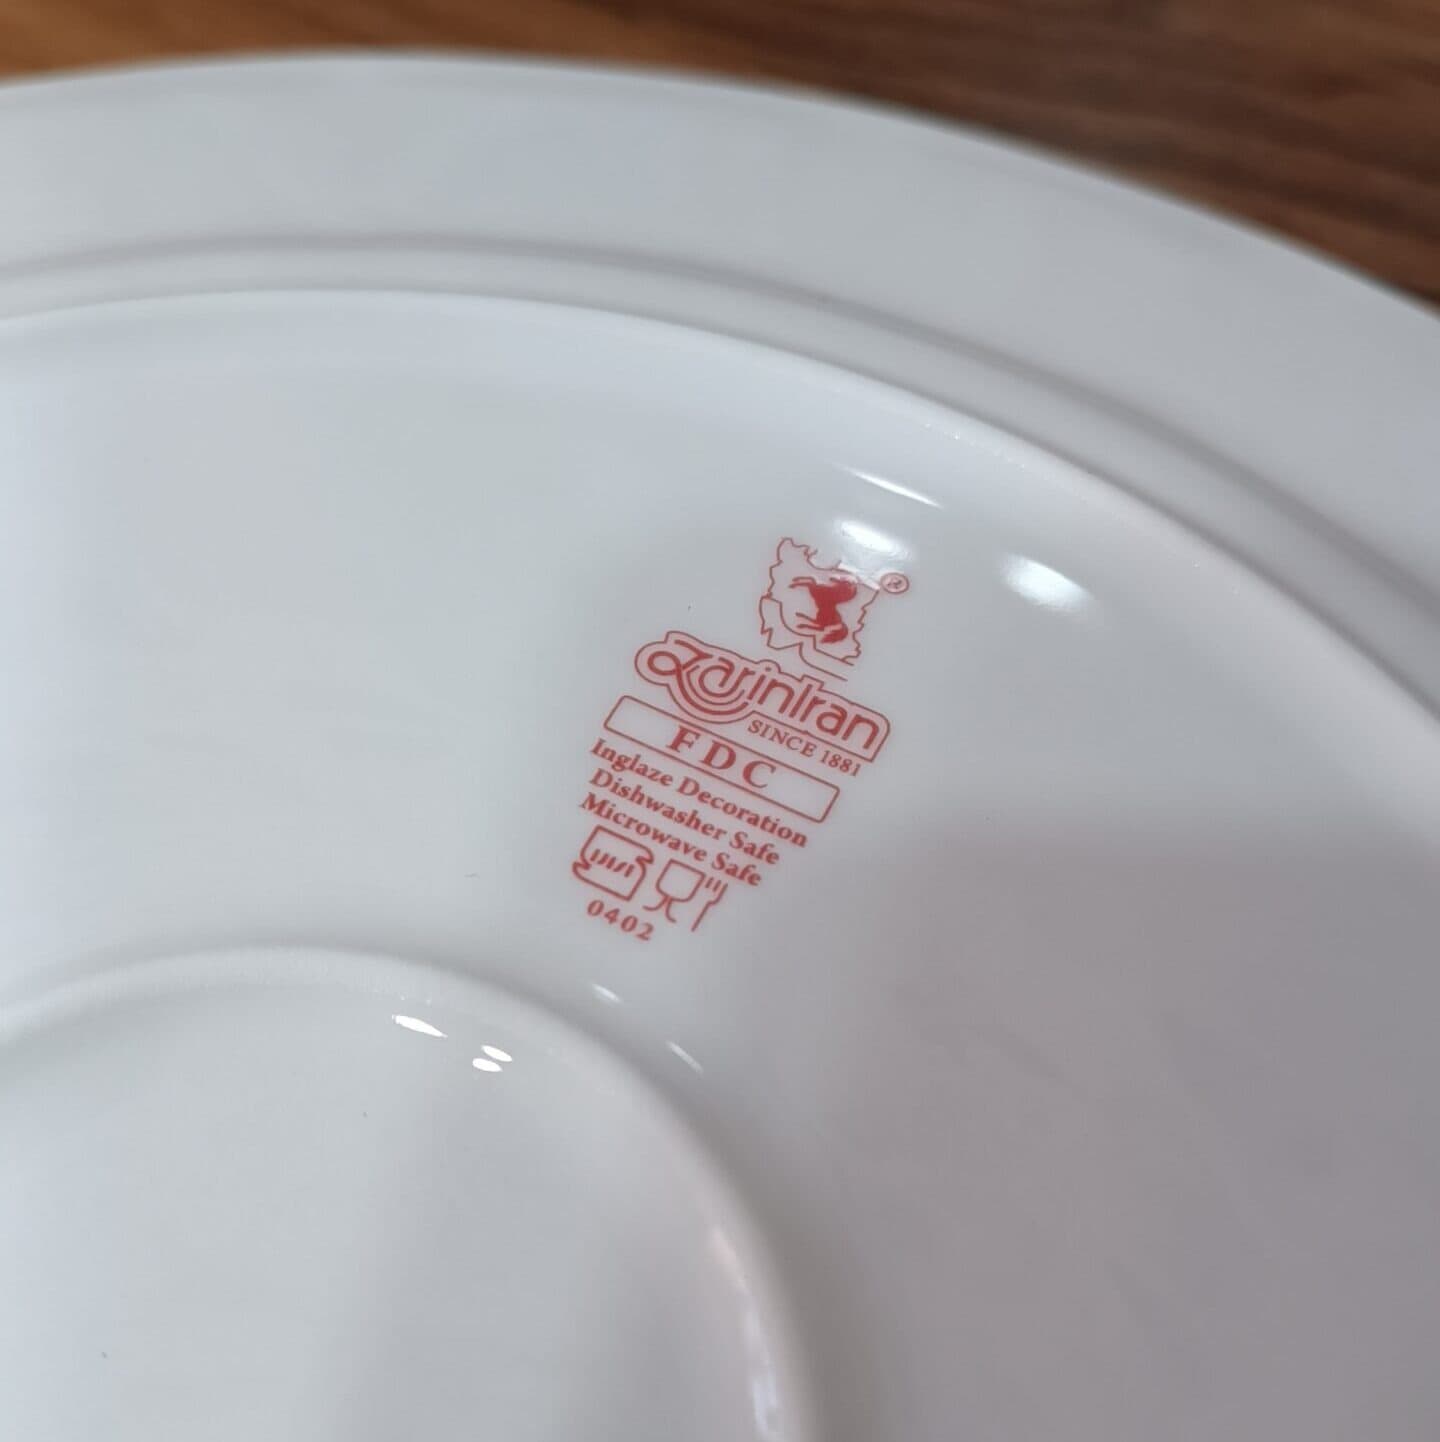 ®
ZarinIran
SINCE 1881
FDC
Inglaze Decoration
Dishwasher Safe
Microwave Safe
0402